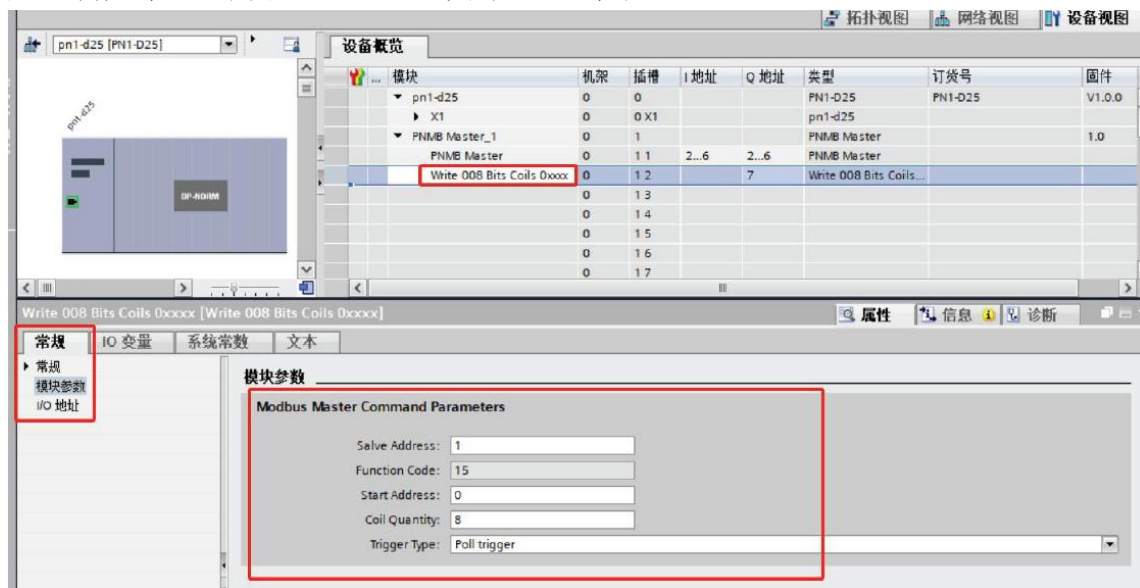 拓扑视图 网络视图 设备视图
pn1-d25 [PN1-D25] 设备概览
... 模块 机架 插槽 I 地址 Q 地址 类型 订货号 固件
pn1-d25 0 0 PN1-D25 PN1-D25 V1.0.0
X1 0 0 X1 pn1-d25
PNMB Master_1 0 1 PNMB Master 1.0
PNMB Master 0 1 1 2...6 2...6 PNMB Master
Write 008 Bits Coils 0xxxx 0 1 2 7 Write 008 Bits Coils...
0 1 3
0 1 4
0 1 5
0 1 6
0 1 7
pn1-d25
DP-NORM
Write 008 Bits Coils 0xxxx [Write 008 Bits Coils 0xxxx] 属性 信息 诊断
常规 IO 变量 系统常数 文本
常规
模块参数
I/O 地址
模块参数
Modbus Master Command Parameters
Salve Address: 1
Function Code: 15
Start Address: 0
Coil Quantity: 8
Trigger Type: Poll trigger